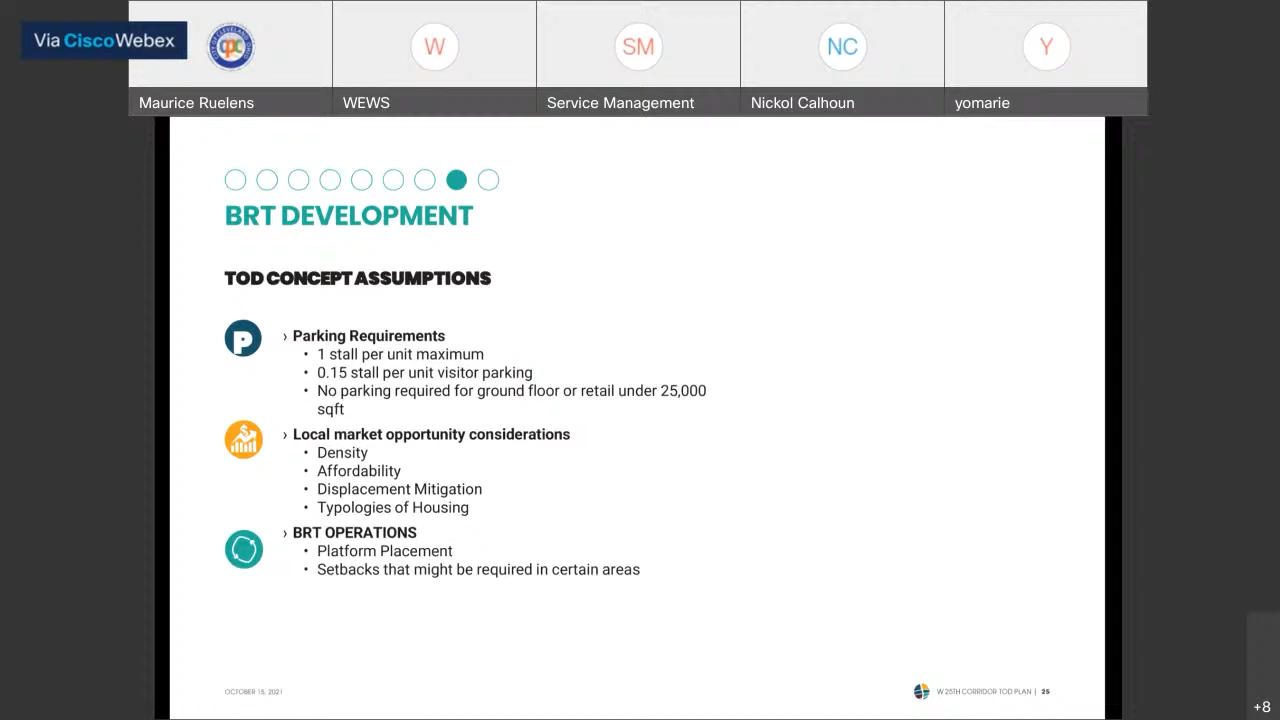 Via CiscoWebex
W
SM
NC
Y
Maurice Ruelens
WEWS
Service Management
Nickol Calhoun
yomarie
BRT DEVELOPMENT
TOD CONCEPT ASSUMPTIONS
P
› Parking Requirements
• 1 stall per unit maximum
• 0.15 stall per unit visitor parking
• No parking required for ground floor or retail under 25,000
sqft
› Local market opportunity considerations
• Density
• Affordability
• Displacement Mitigation
• Typologies of Housing
› BRT OPERATIONS
• Platform Placement
• Setbacks that might be required in certain areas
OCTOBER 15, 2021
W 25TH CORRIDOR TOD PLAN | 25
+8